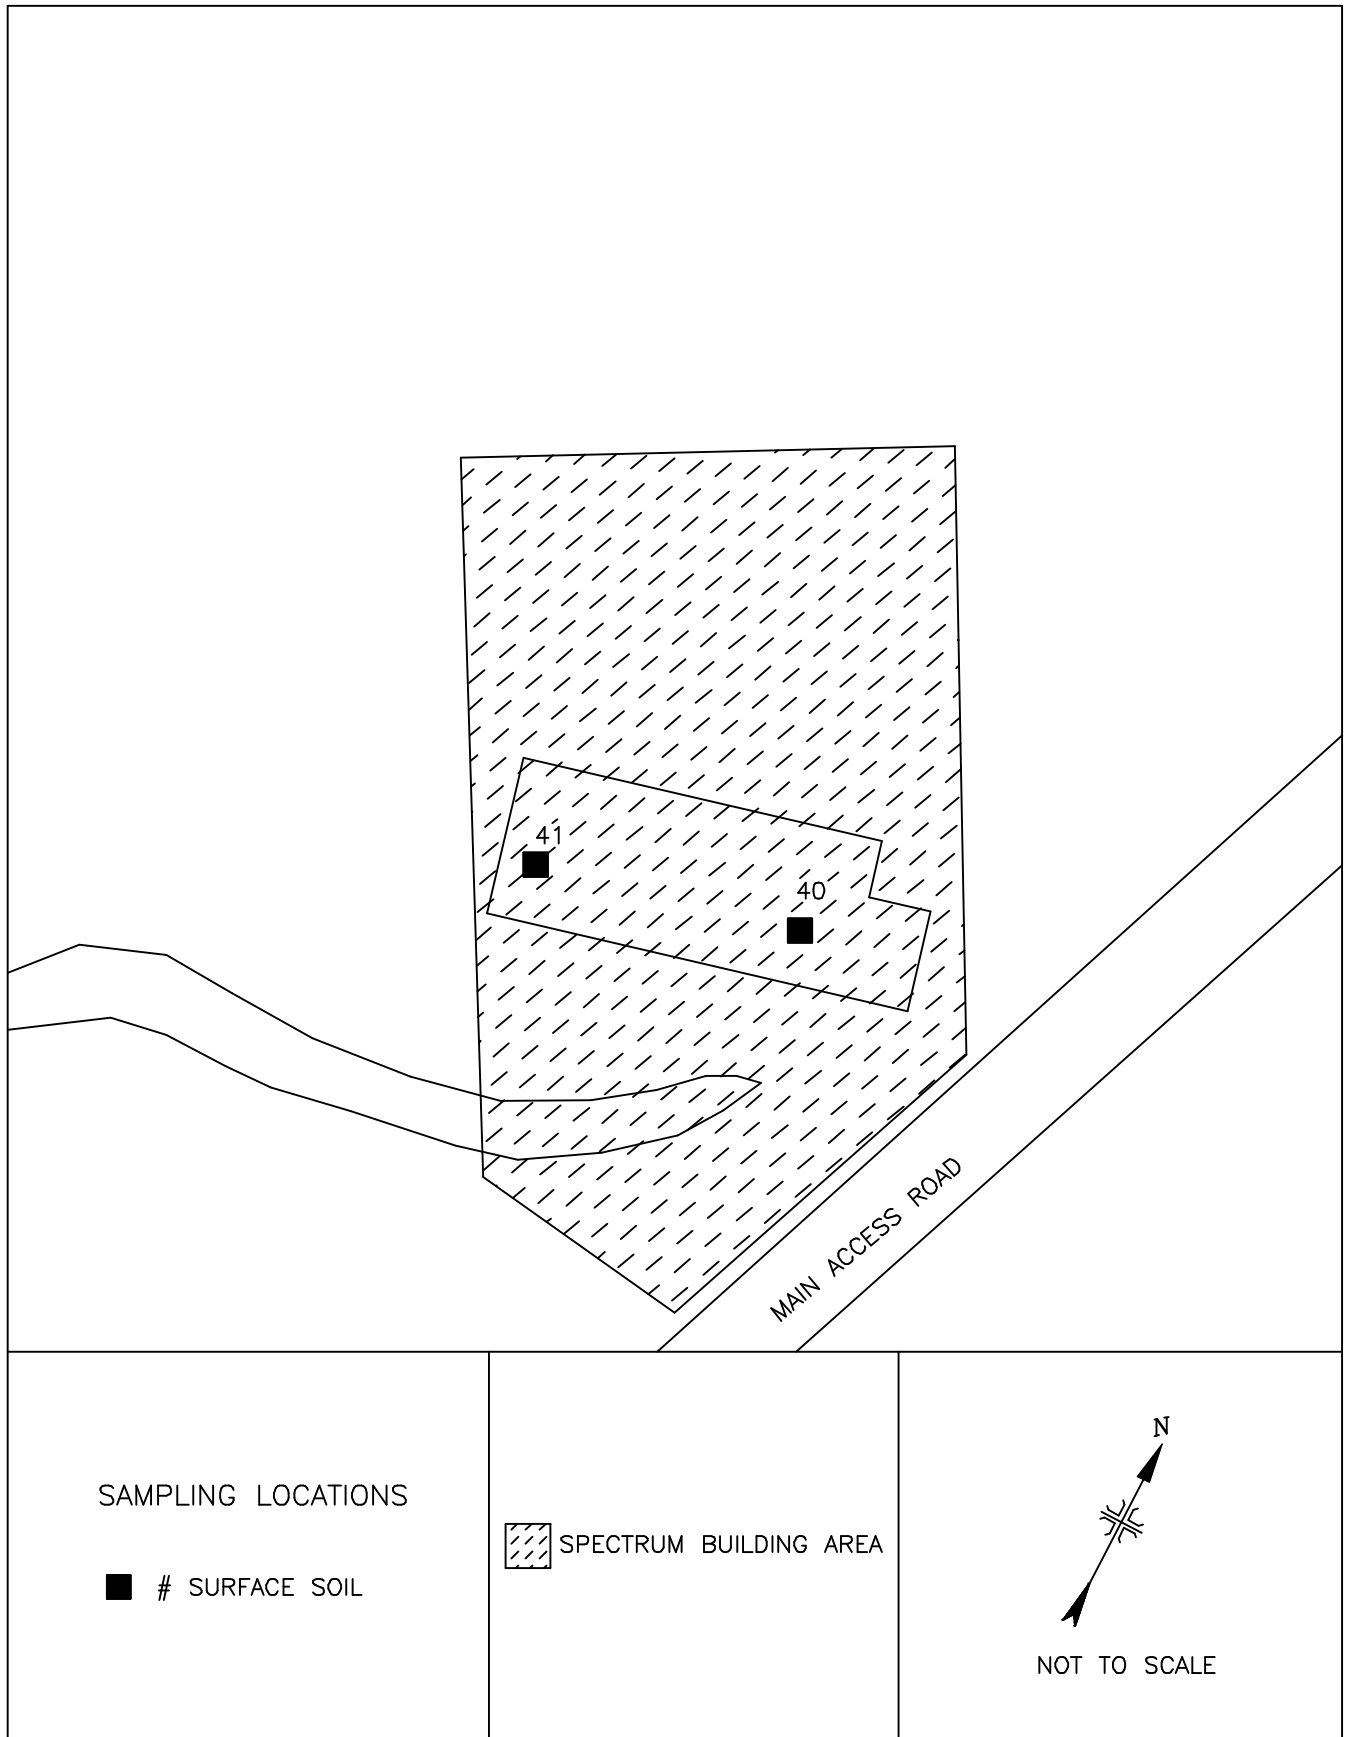 41
40
MAIN ACCESS ROAD
SAMPLING LOCATIONS
# SURFACE SOIL
SPECTRUM BUILDING AREA
N
NOT TO SCALE